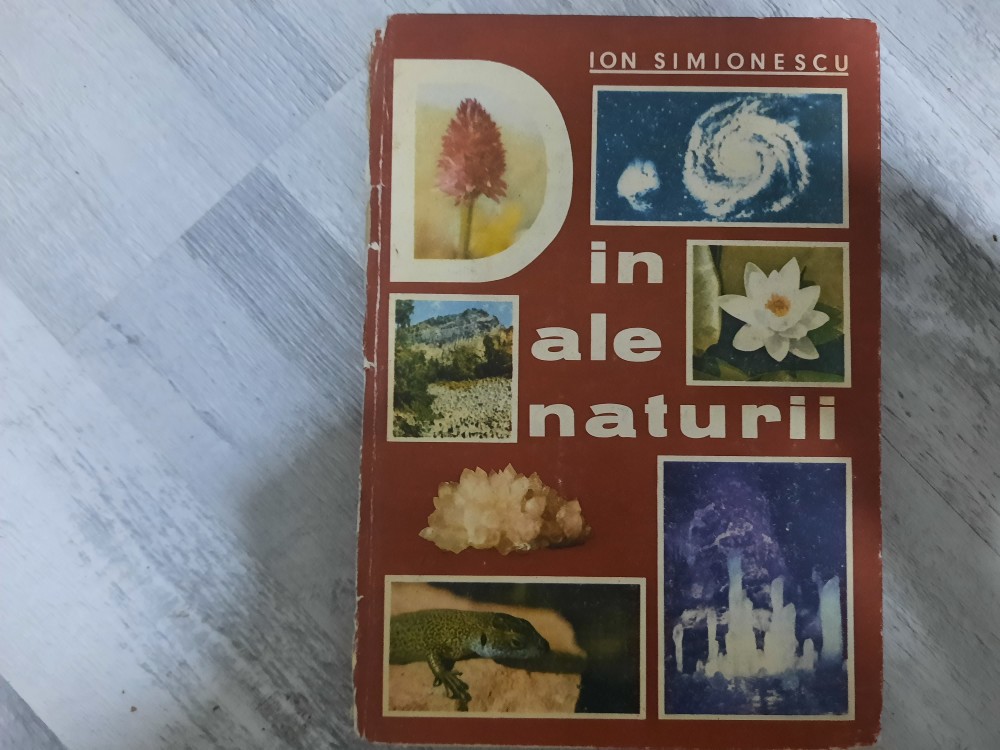 ION SIMIONESCU
Din
ale
naturii